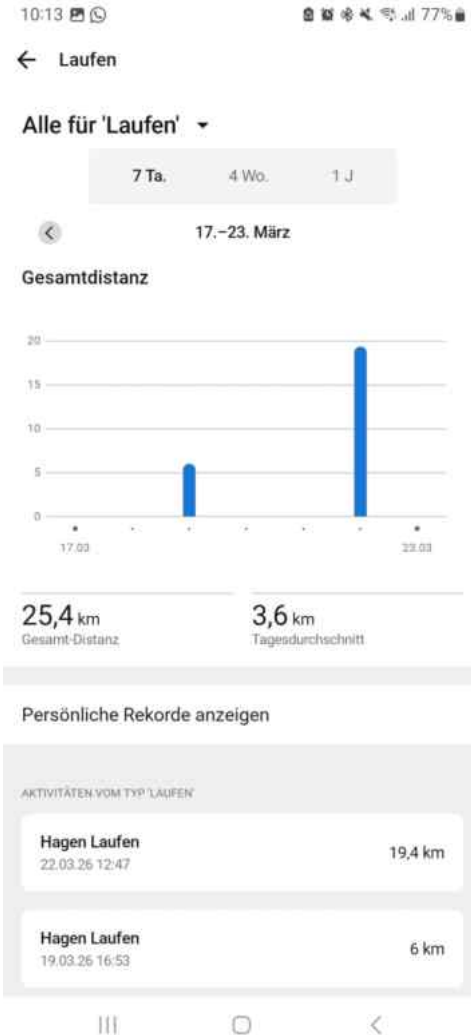 10:13
77%
Laufen
Alle für 'Laufen'
7 Ta. 4 Wo. 1 J
17.–23. März
Gesamtdistanz
20
15
10
5
0
17.03 23.03
25,4 km 3,6 km
Gesamt-Distanz Tagesdurchschnitt
Persönliche Rekorde anzeigen
AKTIVITÄTEN VOM TYP 'LAUFEN'
Hagen Laufen
19,4 km
22.03.26 12:47
Hagen Laufen
6 km
19.03.26 16:53